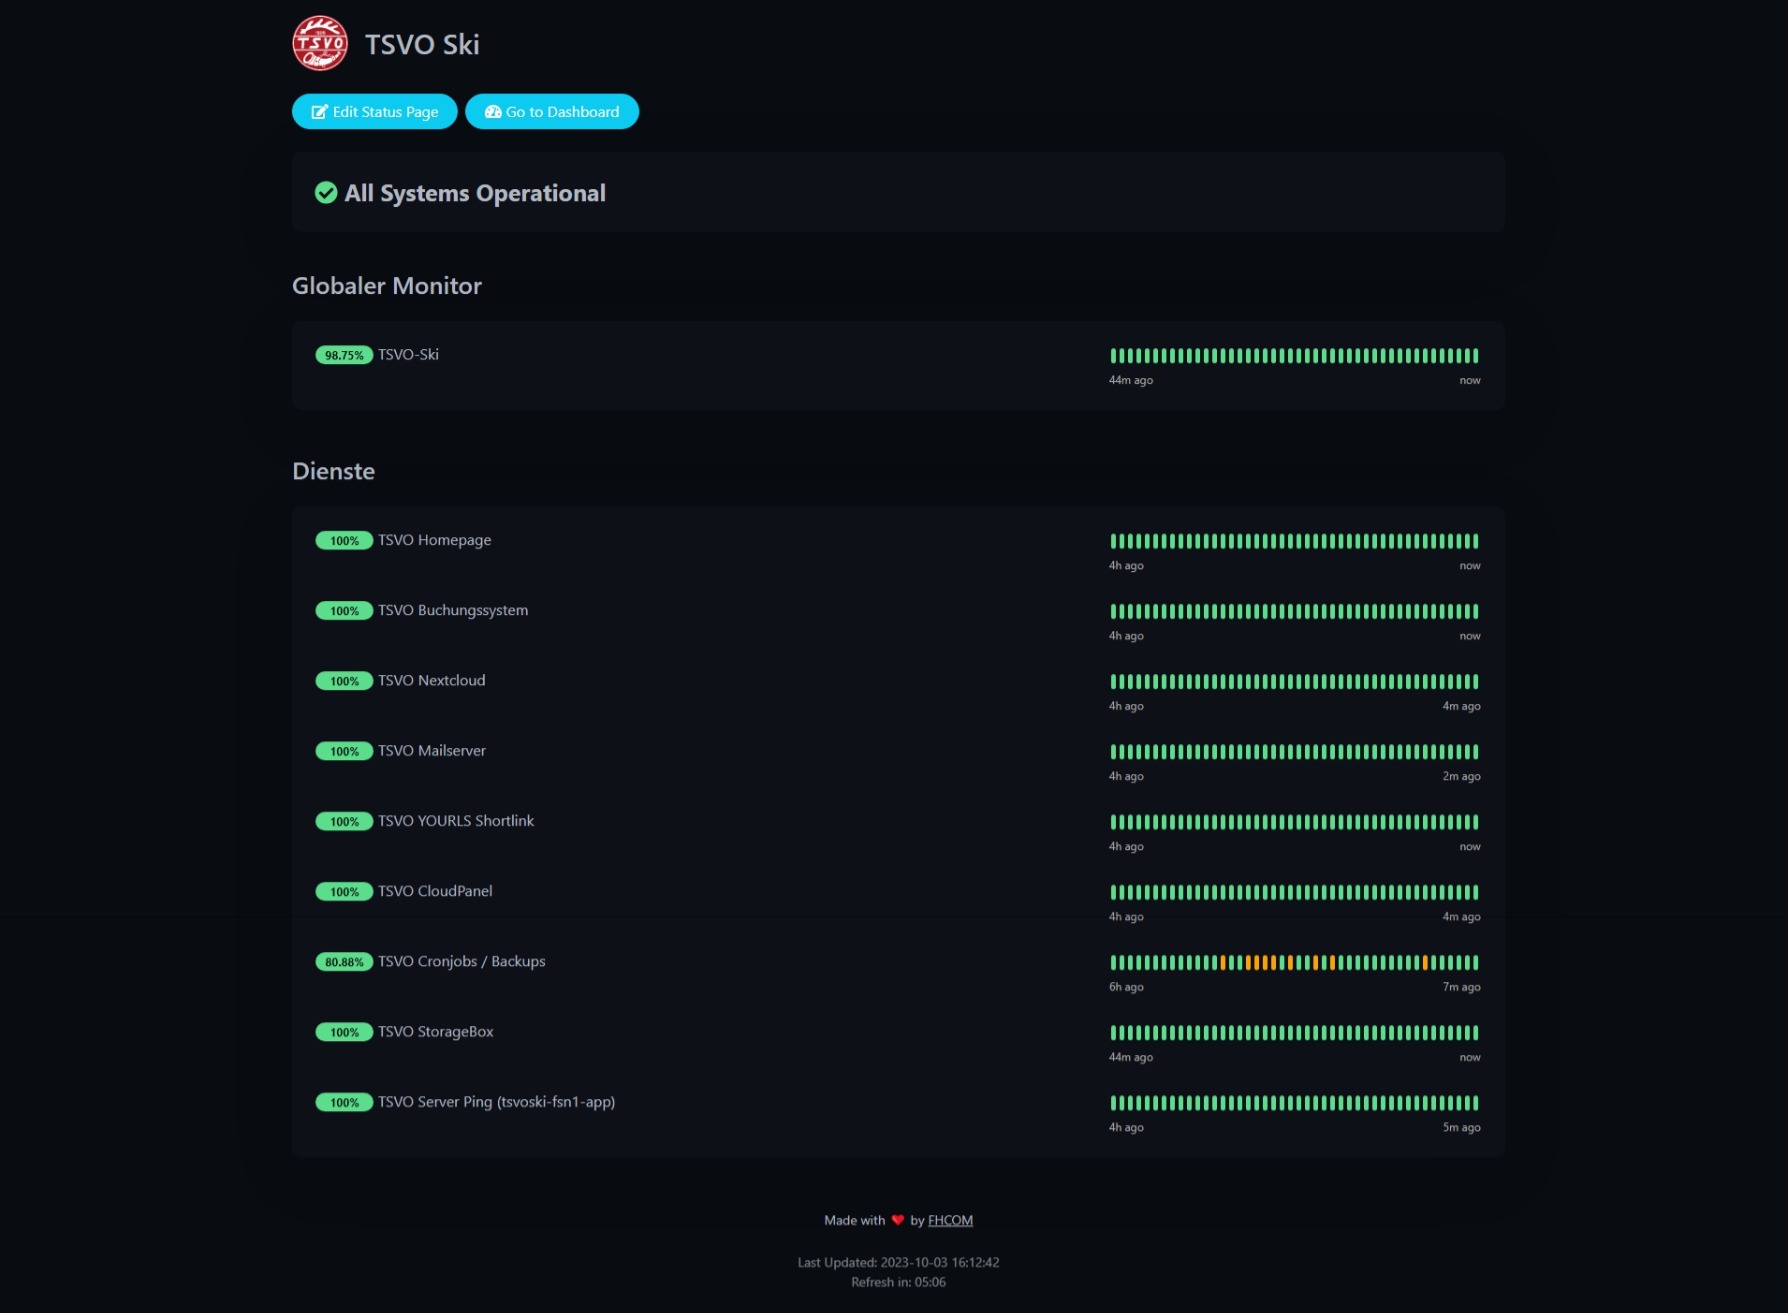 TSVO
TSVO Ski
Edit Status Page
Go to Dashboard
All Systems Operational
Globaler Monitor
98.75% TSVO-Ski
44m ago now
Dienste
100% TSVO Homepage
4h ago now
100% TSVO Buchungssystem
4h ago now
100% TSVO Nextcloud
4h ago 4m ago
100% TSVO Mailserver
4h ago 2m ago
100% TSVO YOURLS Shortlink
4h ago now
100% TSVO CloudPanel
4h ago 4m ago
80.88% TSVO Cronjobs / Backups
6h ago 7m ago
100% TSVO StorageBox
44m ago now
100% TSVO Server Ping (tsvoski-fsn1-app)
4h ago 5m ago
Made with ❤️ by FHCOM
Last Updated: 2023-10-03 16:12:42
Refresh in: 05:06